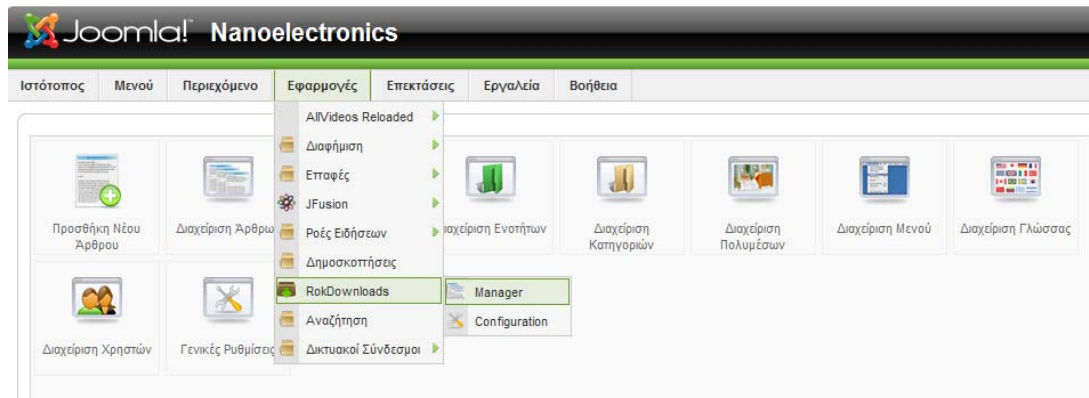 Joomla! Nanoelectronics
Ιστότοπος Μενού Περιεχόμενο Εφαρμογές Επεκτάσεις Εργαλεία Βοήθεια
AllVideos Reloaded
Διαφήμιση
Επαφές
JFusion
Ροές Ειδήσεων
Δημοσκοπήσεις
RokDownloads
Αναζήτηση
Δικτυακοί Σύνδεσμοι
Manager
Configuration
Προσθήκη Νέου
Άρθρου
Διαχείριση Άρθρω
ιαχείριση Ενοτήτων
Διαχείριση
Κατηγοριών
Διαχείριση
Πολυμέσων
Διαχείριση Μενού
Διαχείριση Γλώσσας
Διαχείριση Χρηστών
Γενικές Ρυθμίσεις